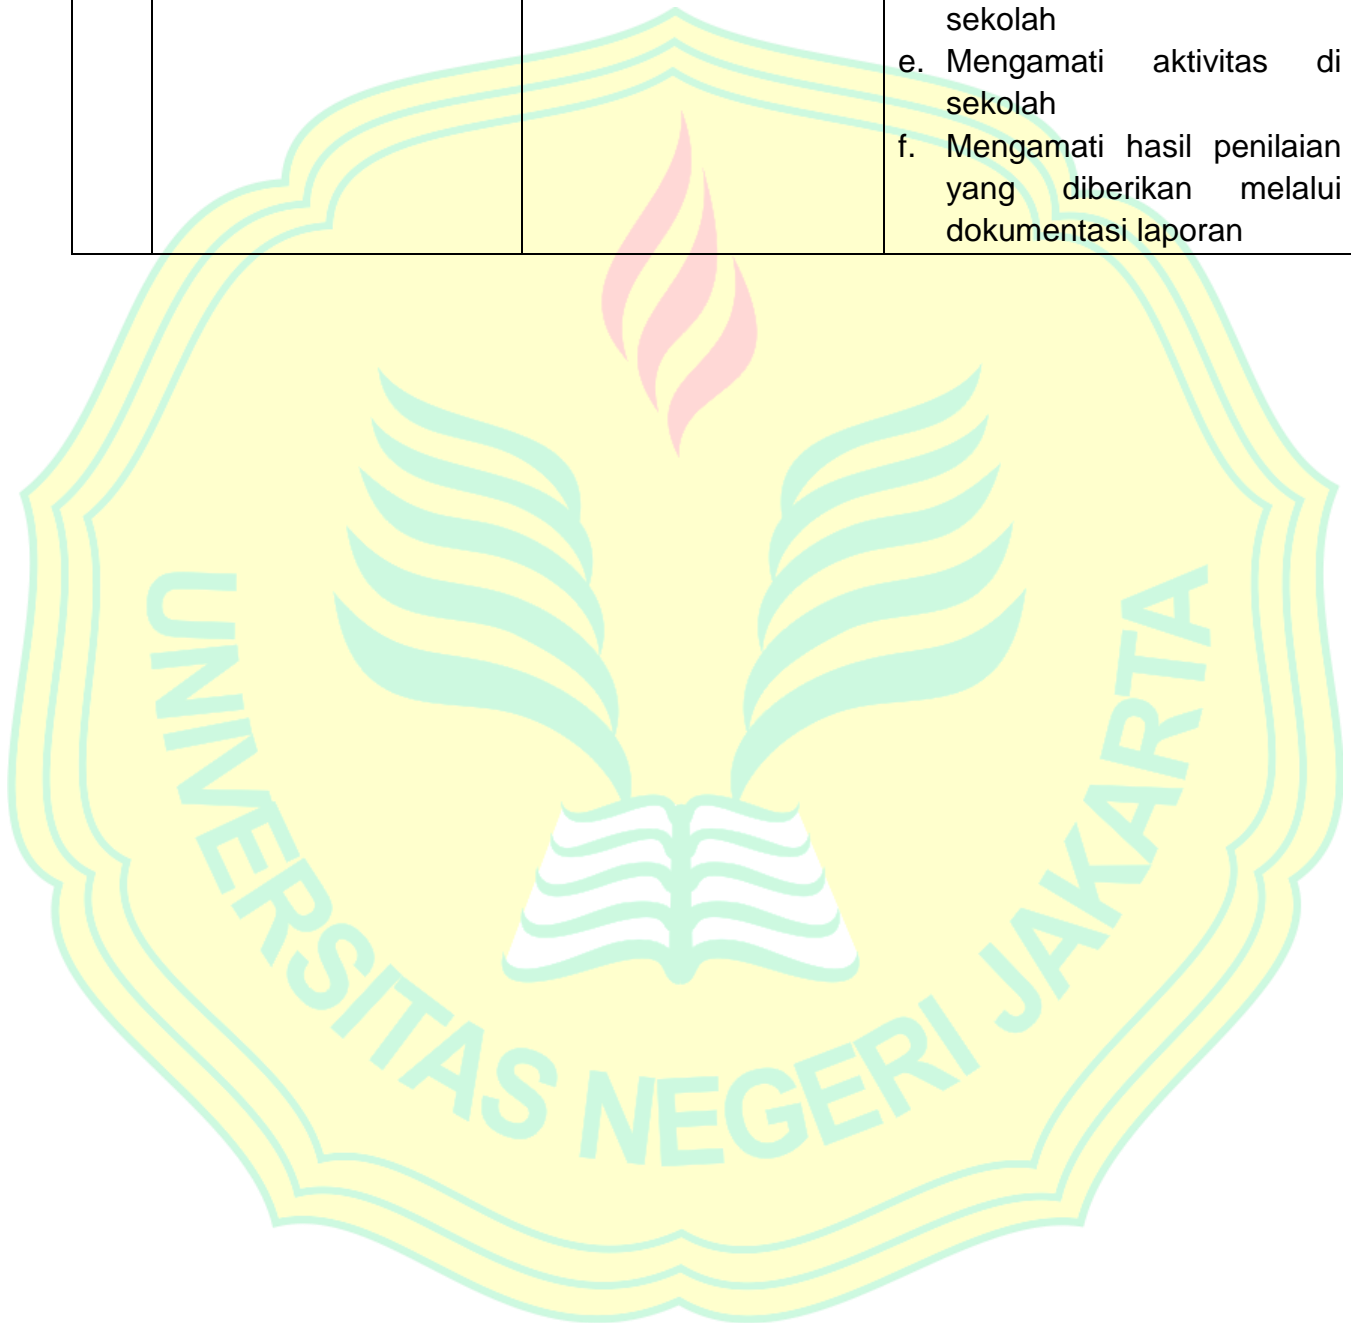 sekolah
e. Mengamati aktivitas di
sekolah
f. Mengamati hasil penilaian
yang diberikan melalui
dokumentasi laporan
UNIVERSITAS NEGERI JAKARTA